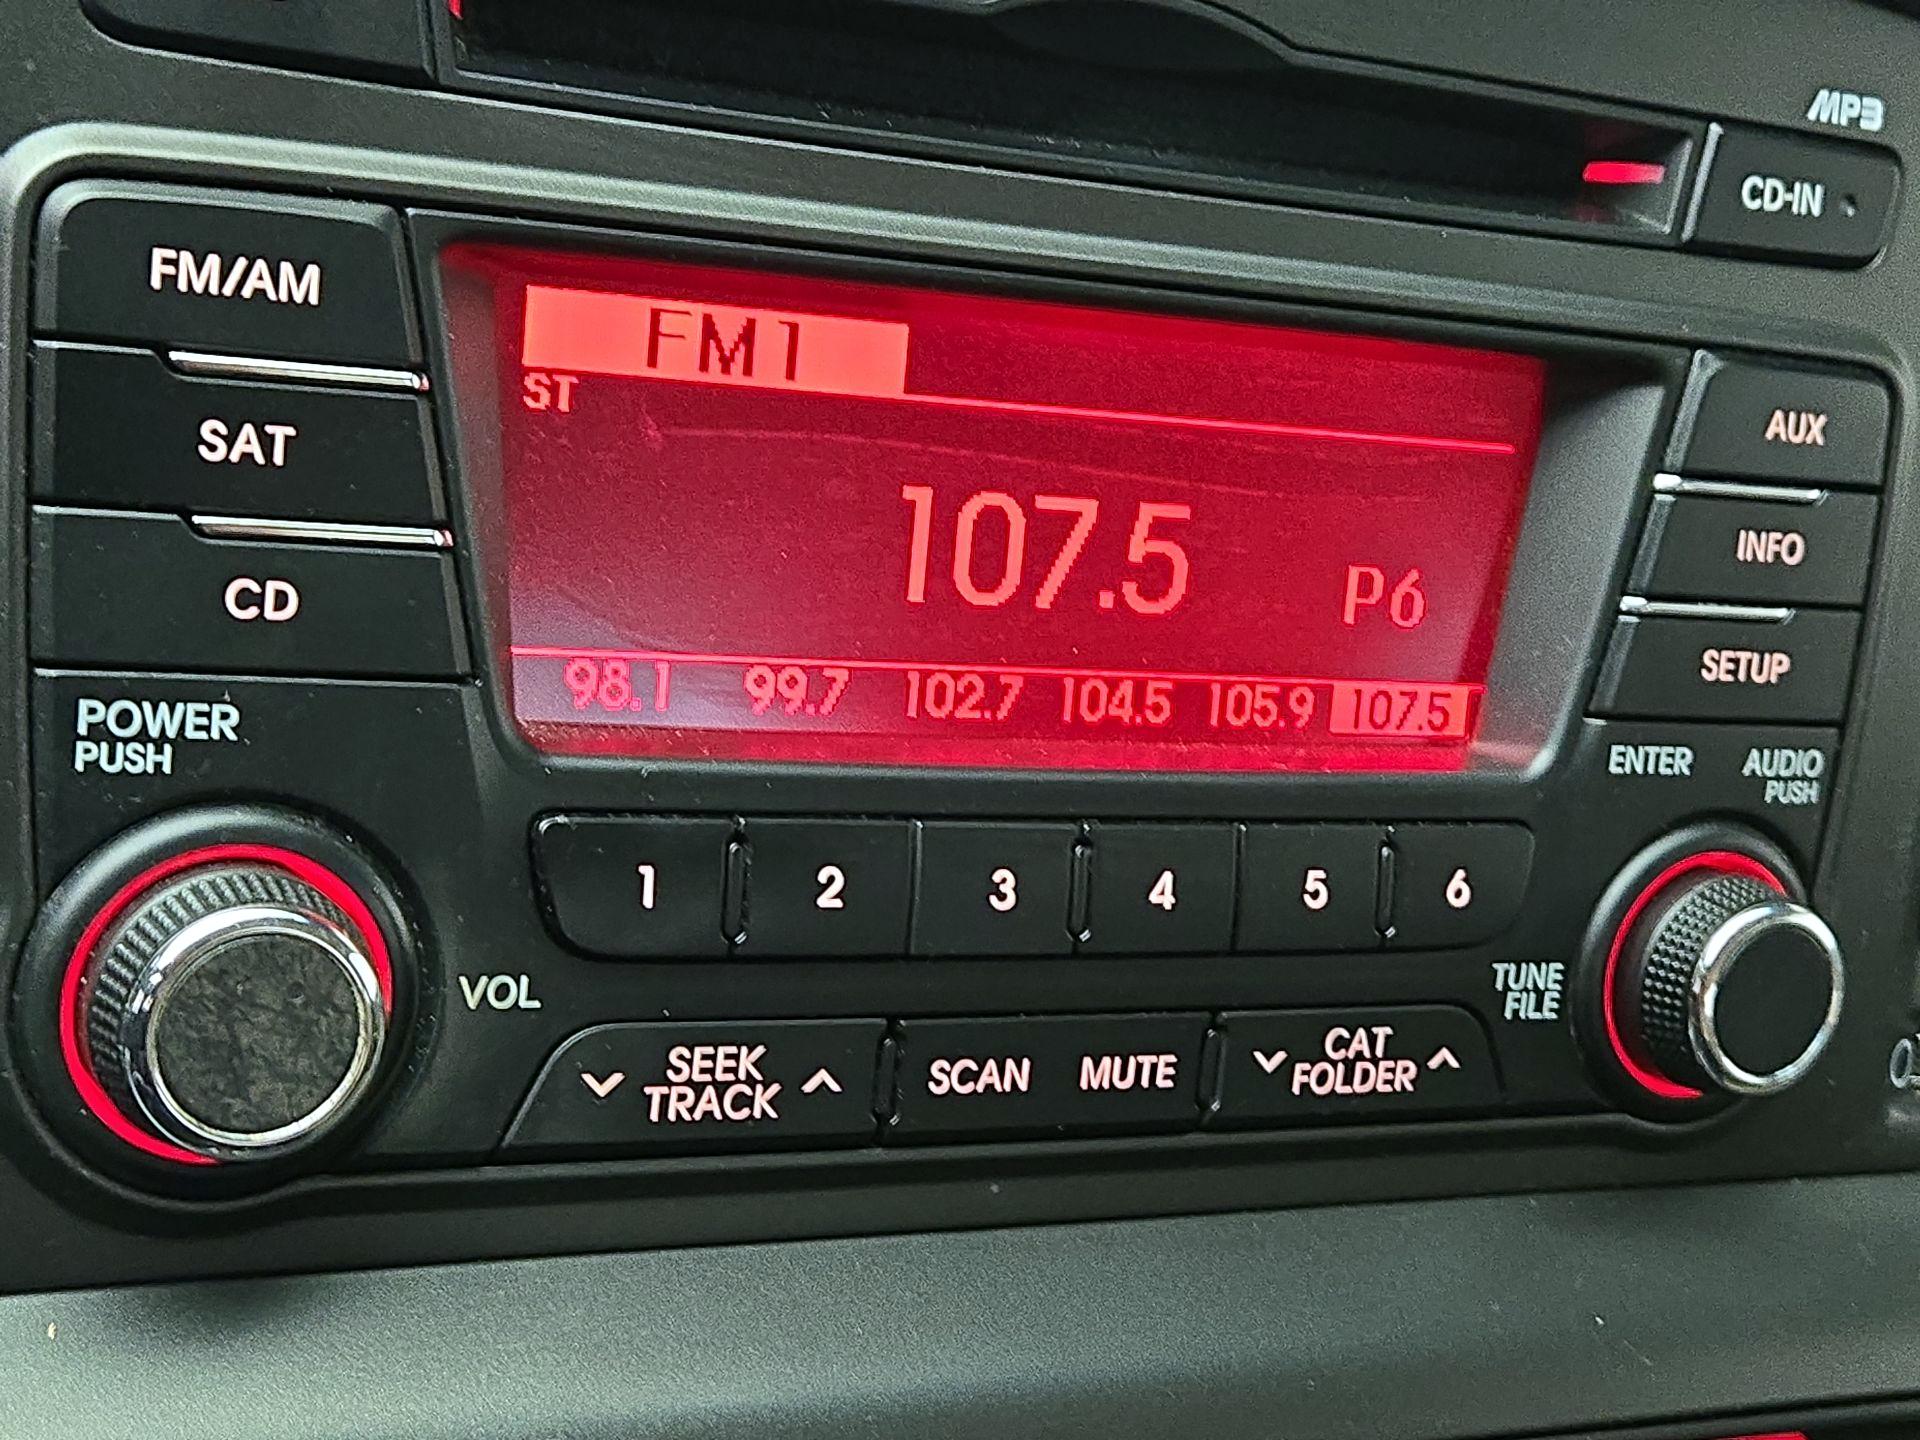 MP3
CD-IN
FM/AM
SAT
CD
FM1
ST
107.5
P6
98.1 99.7 102.7 104.5 105.9 107.5
AUX
INFO
SETUP
POWER
PUSH
ENTER
AUDIO
PUSH
1 2 3 4 5 6
VOL
TUNE
FILE
SEEK
TRACK
SCAN MUTE
CAT
FOLDER